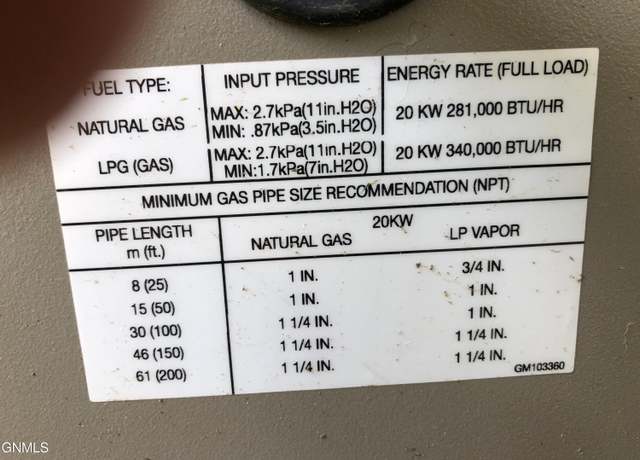 FUEL TYPE: INPUT PRESSURE ENERGY RATE (FULL LOAD)
NATURAL GAS MAX: 2.7kPa(11in.H2O) 20 KW 281,000 BTU/HR
MIN: .87kPa(3.5in.H2O)
LPG (GAS) MAX: 2.7kPa(11in.H2O) 20 KW 340,000 BTU/HR
MIN:1.7kPa(7in.H2O)
MINIMUM GAS PIPE SIZE RECOMMENDATION (NPT)
PIPE LENGTH 20KW
m (ft.) NATURAL GAS LP VAPOR
8 (25) 1 IN. 3/4 IN.
15 (50) 1 IN. 1 IN.
30 (100) 1 1/4 IN. 1 IN.
46 (150) 1 1/4 IN. 1 1/4 IN.
61 (200) 1 1/4 IN. 1 1/4 IN.
GM103360
GNMLS